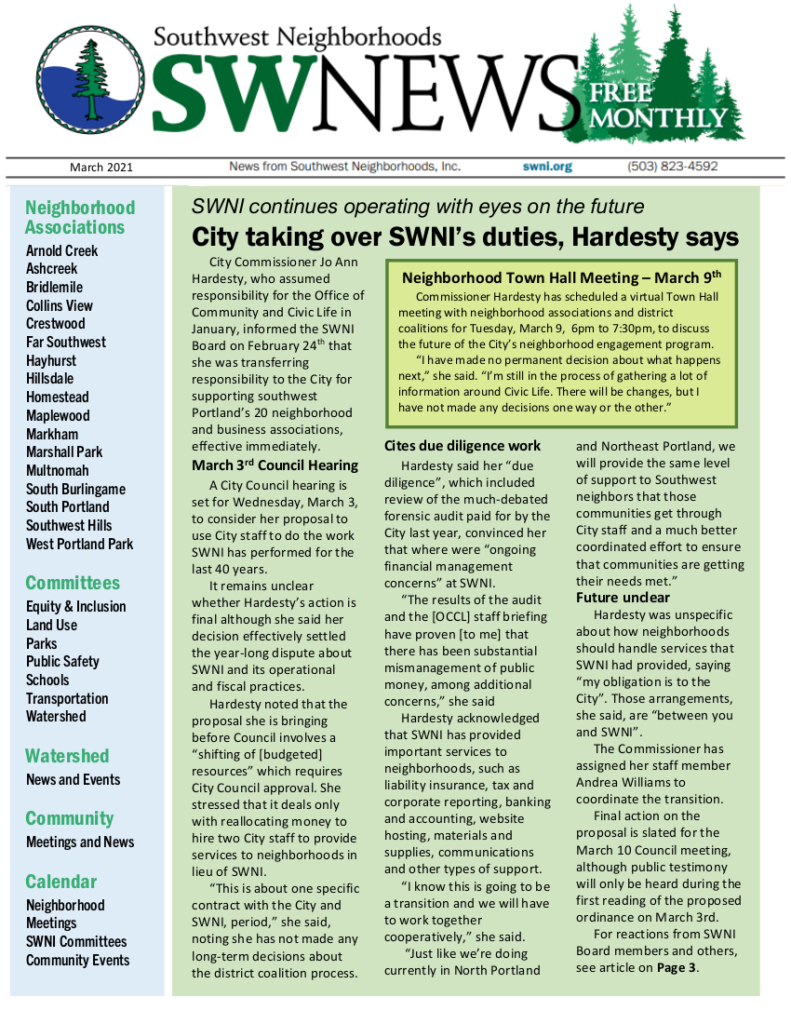 Southwest Neighborhoods
SWNEWS
FREE
MONTHLY
March 2021
News from Southwest Neighborhoods, Inc.
swni.org
(503) 823-4592
Neighborhood
Associations
Arnold Creek
Ashcreek
Bridlemile
Collins View
Crestwood
Far Southwest
Hayhurst
Hillsdale
Homestead
Maplewood
Markham
Marshall Park
Multnomah
South Burlingame
South Portland
Southwest Hills
West Portland Park
Committees
Equity & Inclusion
Land Use
Parks
Public Safety
Schools
Transportation
Watershed
Watershed
News and Events
Community
Meetings and News
Calendar
Neighborhood
Meetings
SWNI Committees
Community Events
SWNI continues operating with eyes on the future
City taking over SWNI's duties, Hardesty says
City Commissioner Jo Ann
Hardesty, who assumed
responsibility for the Office of
Community and Civic Life in
January, informed the SWNI
Board on February 24th that
she was transferring
responsibility to the City for
supporting southwest
Portland's 20 neighborhood
and business associations,
effective immediately.
March 3rd Council Hearing
A City Council hearing is
set for Wednesday, March 3,
to consider her proposal to
use City staff to do the work
SWNI has performed for the
last 40 years.
It remains unclear
whether Hardesty's action is
final although she said her
decision effectively settled
the year-long dispute about
SWNI and its operational
and fiscal practices.
Hardesty noted that the
proposal she is bringing
before Council involves a
"shifting of [budgeted]
resources" which requires
City Council approval. She
stressed that it deals only
with reallocating money to
hire two City staff to provide
services to neighborhoods in
lieu of SWNI.
"This is about one specific
contract with the City and
SWNI, period," she said,
noting she has not made any
long-term decisions about
the district coalition process.
Neighborhood Town Hall Meeting – March 9th
Commissioner Hardesty has scheduled a virtual Town Hall
meeting with neighborhood associations and district
coalitions for Tuesday, March 9, 6pm to 7:30pm, to discuss
the future of the City's neighborhood engagement program.
"I have made no permanent decision about what happens
next," she said. "I'm still in the process of gathering a lot of
information around Civic Life. There will be changes, but I
have not made any decisions one way or the other."
Cites due diligence work
Hardesty said her "due
diligence", which included
review of the much-debated
forensic audit paid for by the
City last year, convinced her
that where were "ongoing
financial management
concerns" at SWNI.
"The results of the audit
and the [OCCL] staff briefing
have proven [to me] that
there has been substantial
mismanagement of public
money, among additional
concerns," she said
Hardesty acknowledged
that SWNI has provided
important services to
neighborhoods, such as
liability insurance, tax and
corporate reporting, banking
and accounting, website
hosting, materials and
supplies, communications
and other types of support.
"I know this is going to be
a transition and we will have
to work together
cooperatively," she said.
"Just like we're doing
currently in North Portland
and Northeast Portland, we
will provide the same level
of support to Southwest
neighbors that those
communities get through
City staff and a much better
coordinated effort to ensure
that communities are getting
their needs met."
Future unclear
Hardesty was unspecific
about how neighborhoods
should handle services that
SWNI had provided, saying
"my obligation is to the
City". Those arrangements,
she said, are "between you
and SWNI".
The Commissioner has
assigned her staff member
Andrea Williams to
coordinate the transition.
Final action on the
proposal is slated for the
March 10 Council meeting,
although public testimony
will only be heard during the
first reading of the proposed
ordinance on March 3rd.
For reactions from SWNI
Board members and others,
see article on Page 3.